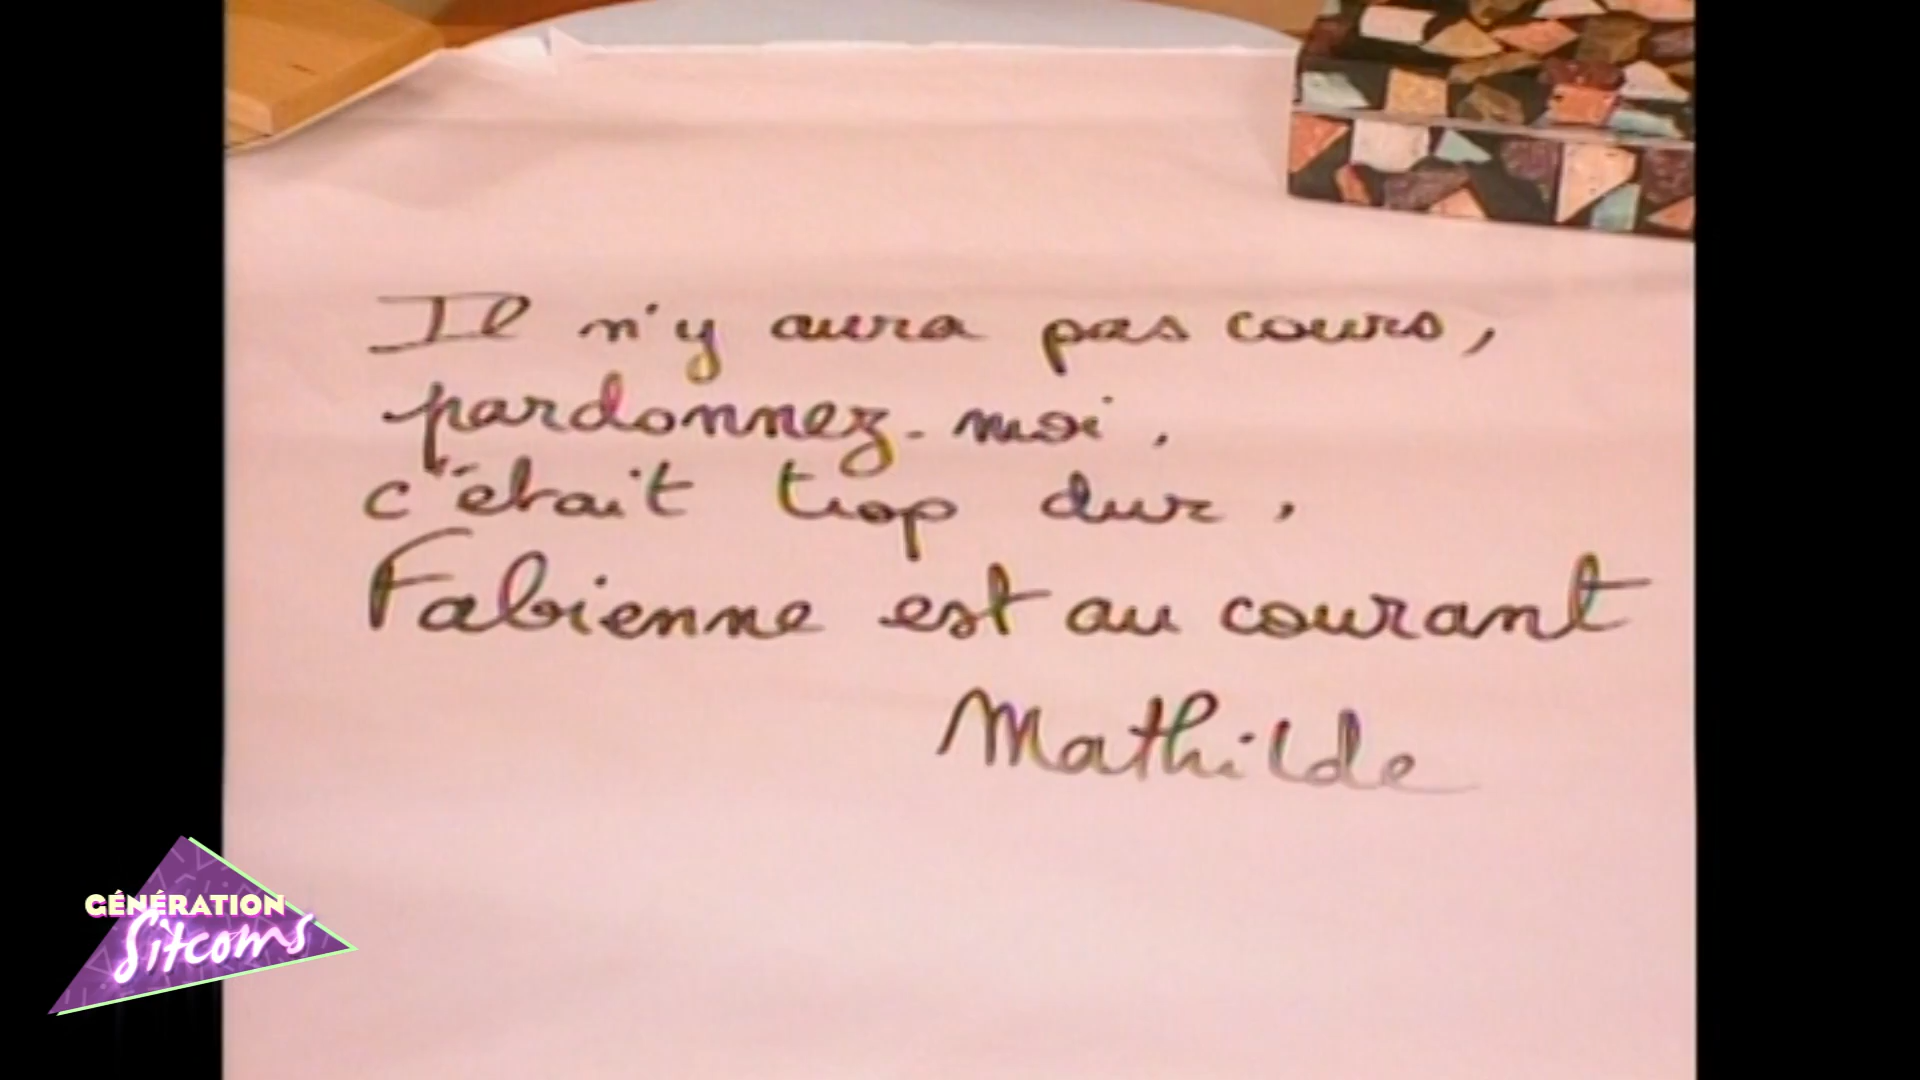 Il n'y aura pas cours,
pardonnez-moi.
c'était trop dur.
Fabienne est au courant
Mathilde
GÉNÉRATION
Sitcoms